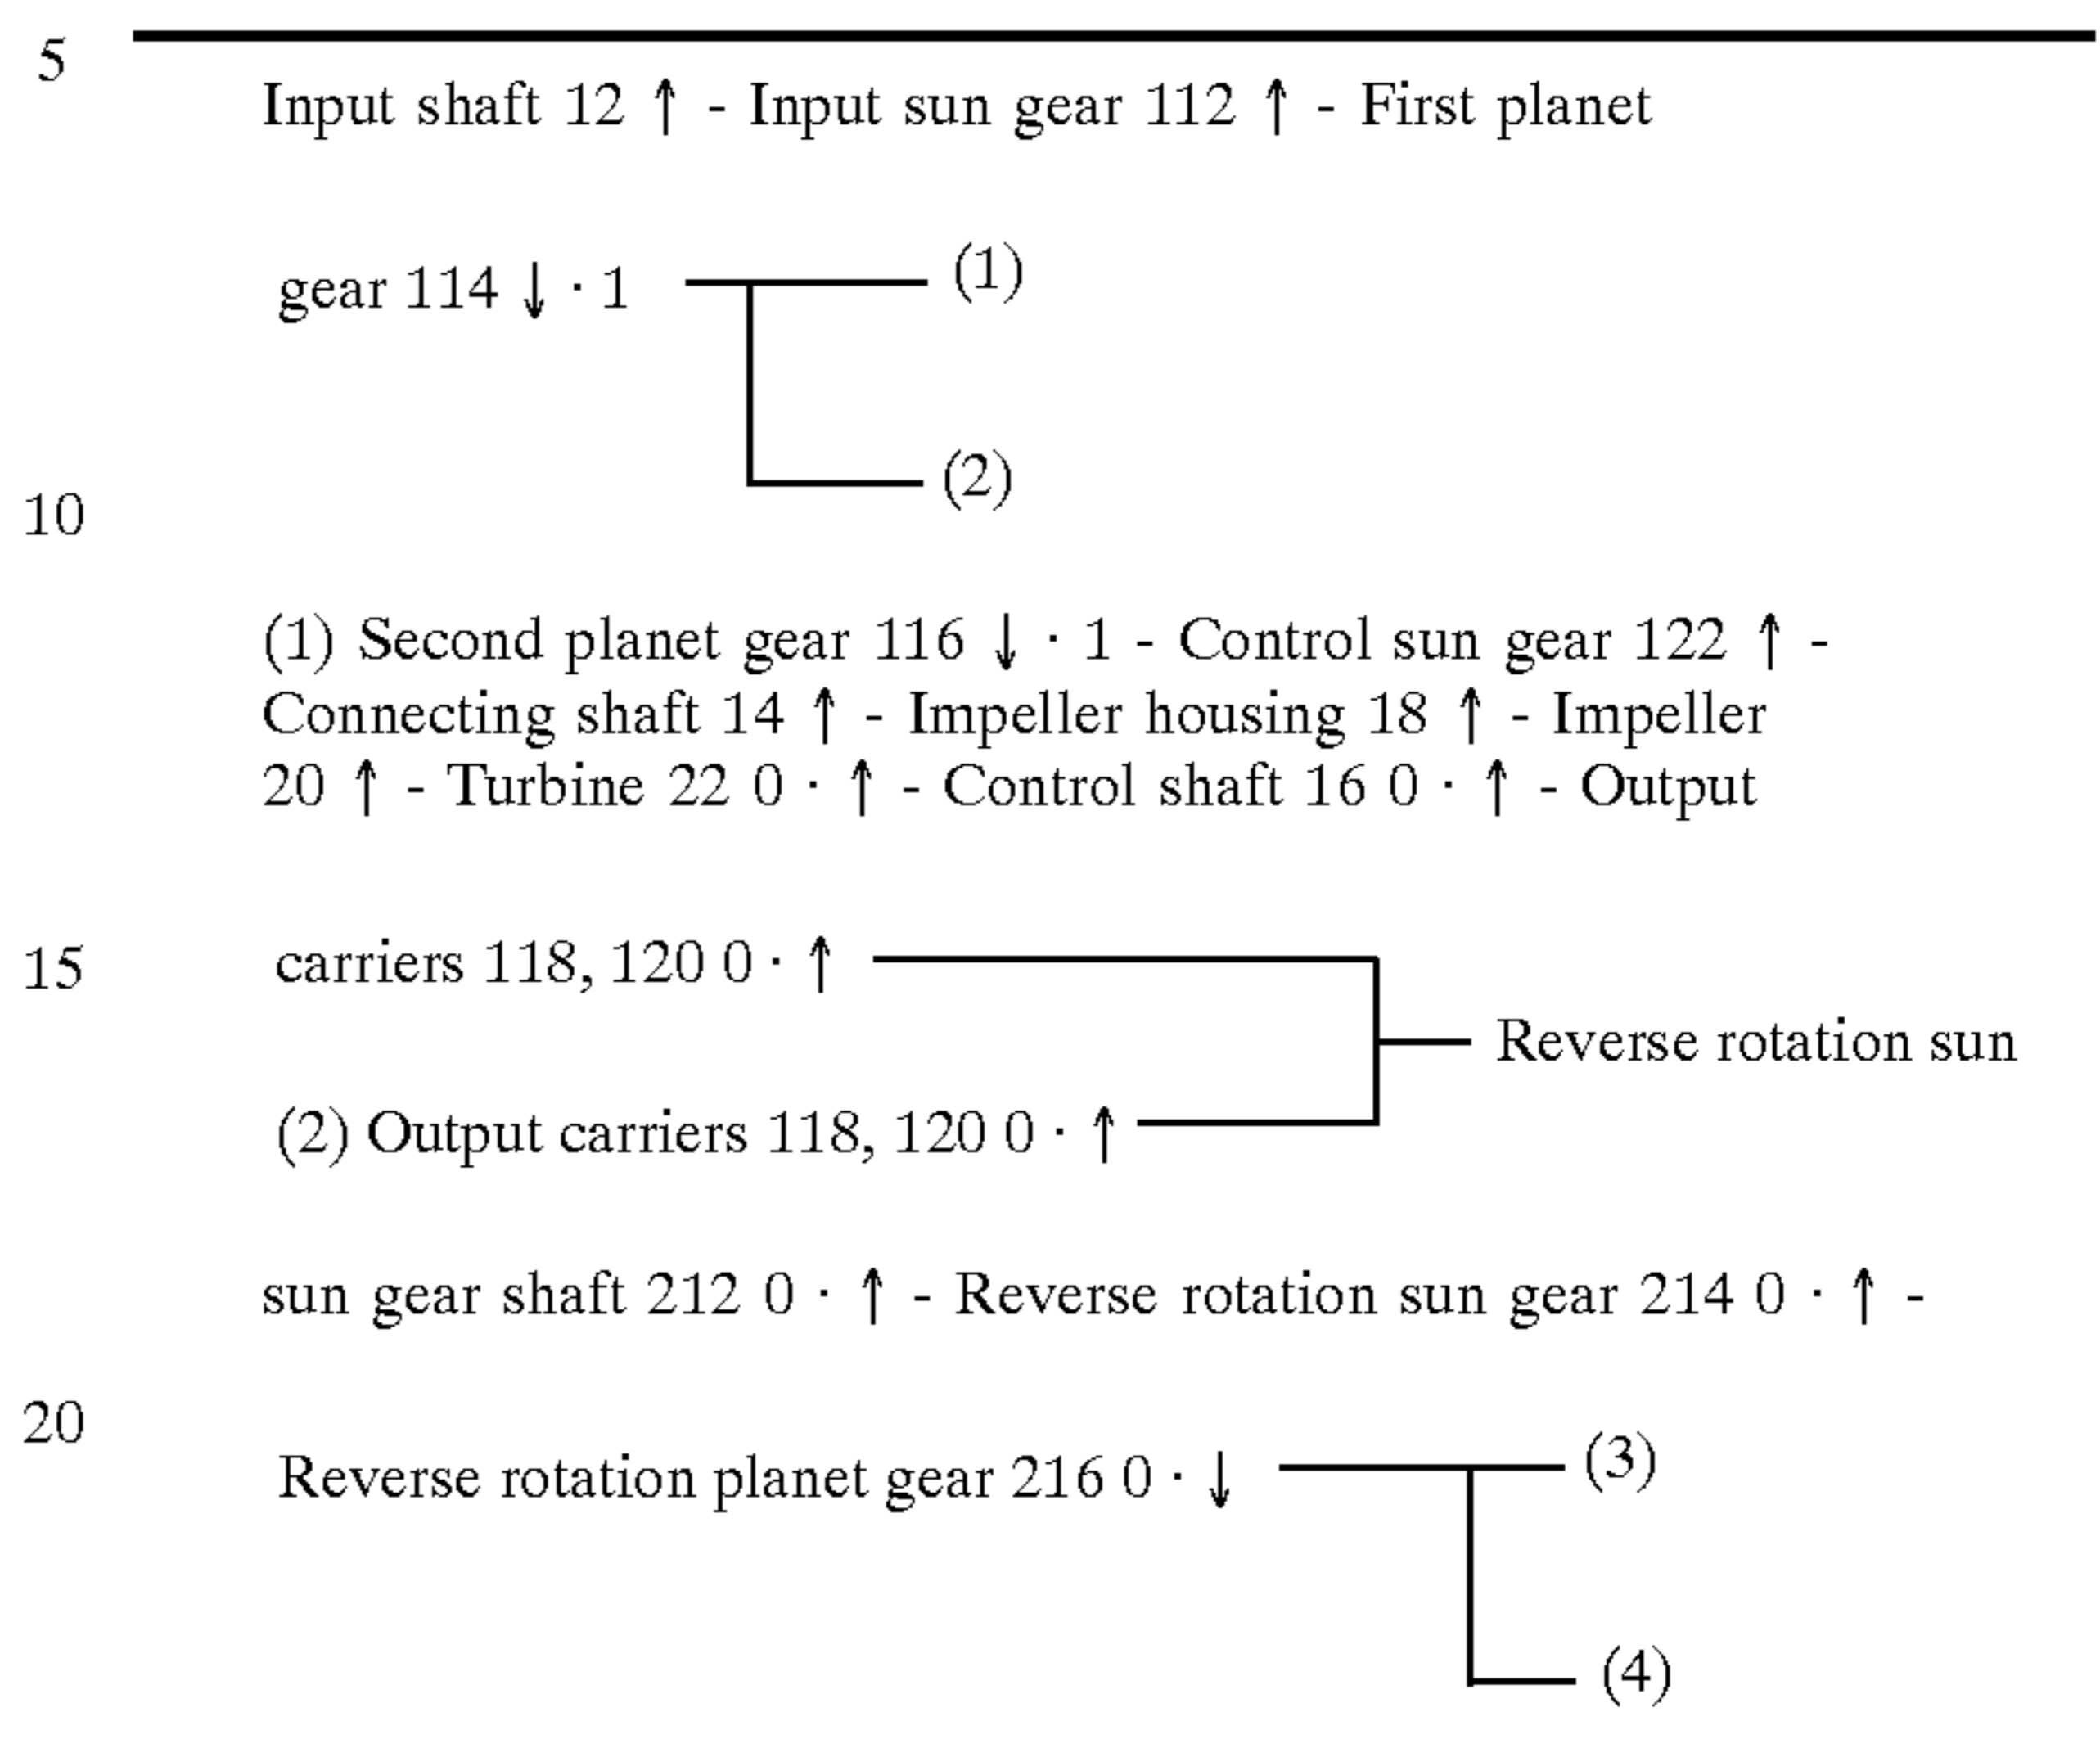 5
Input shaft 12 ↑ - Input sun gear 112 ↑ - First planet
gear 114 ↓ · 1
(1)
(2)
10
(1) Second planet gear 116 ↓ · 1 - Control sun gear 122 ↑ -
Connecting shaft 14 ↑ - Impeller housing 18 ↑ - Impeller
20 ↑ - Turbine 22 0 · ↑ - Control shaft 16 0 · ↑ - Output
15
carriers 118, 120 0 · ↑
Reverse rotation sun
(2) Output carriers 118, 120 0 · ↑
sun gear shaft 212 0 · ↑ - Reverse rotation sun gear 214 0 · ↑ -
20
Reverse rotation planet gear 216 0 · ↓
(3)
(4)